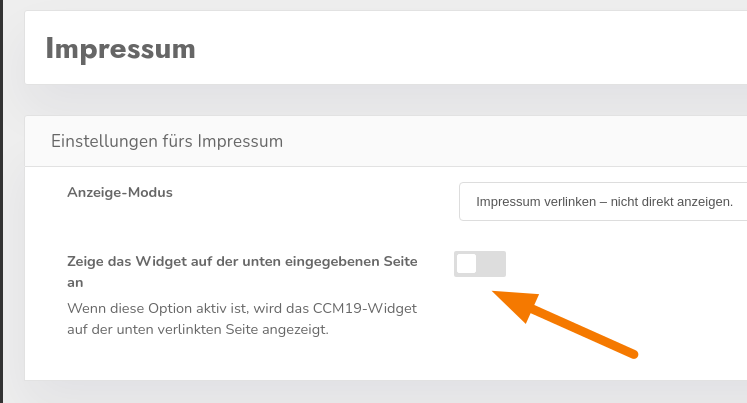 Impressum
Einstellungen fürs Impressum
Anzeige-Modus
Impressum verlinken – nicht direkt anzeigen.
Zeige das Widget auf der unten eingegebenen Seite
an
Wenn diese Option aktiv ist, wird das CCM19-Widget
auf der unten verlinkten Seite angezeigt.